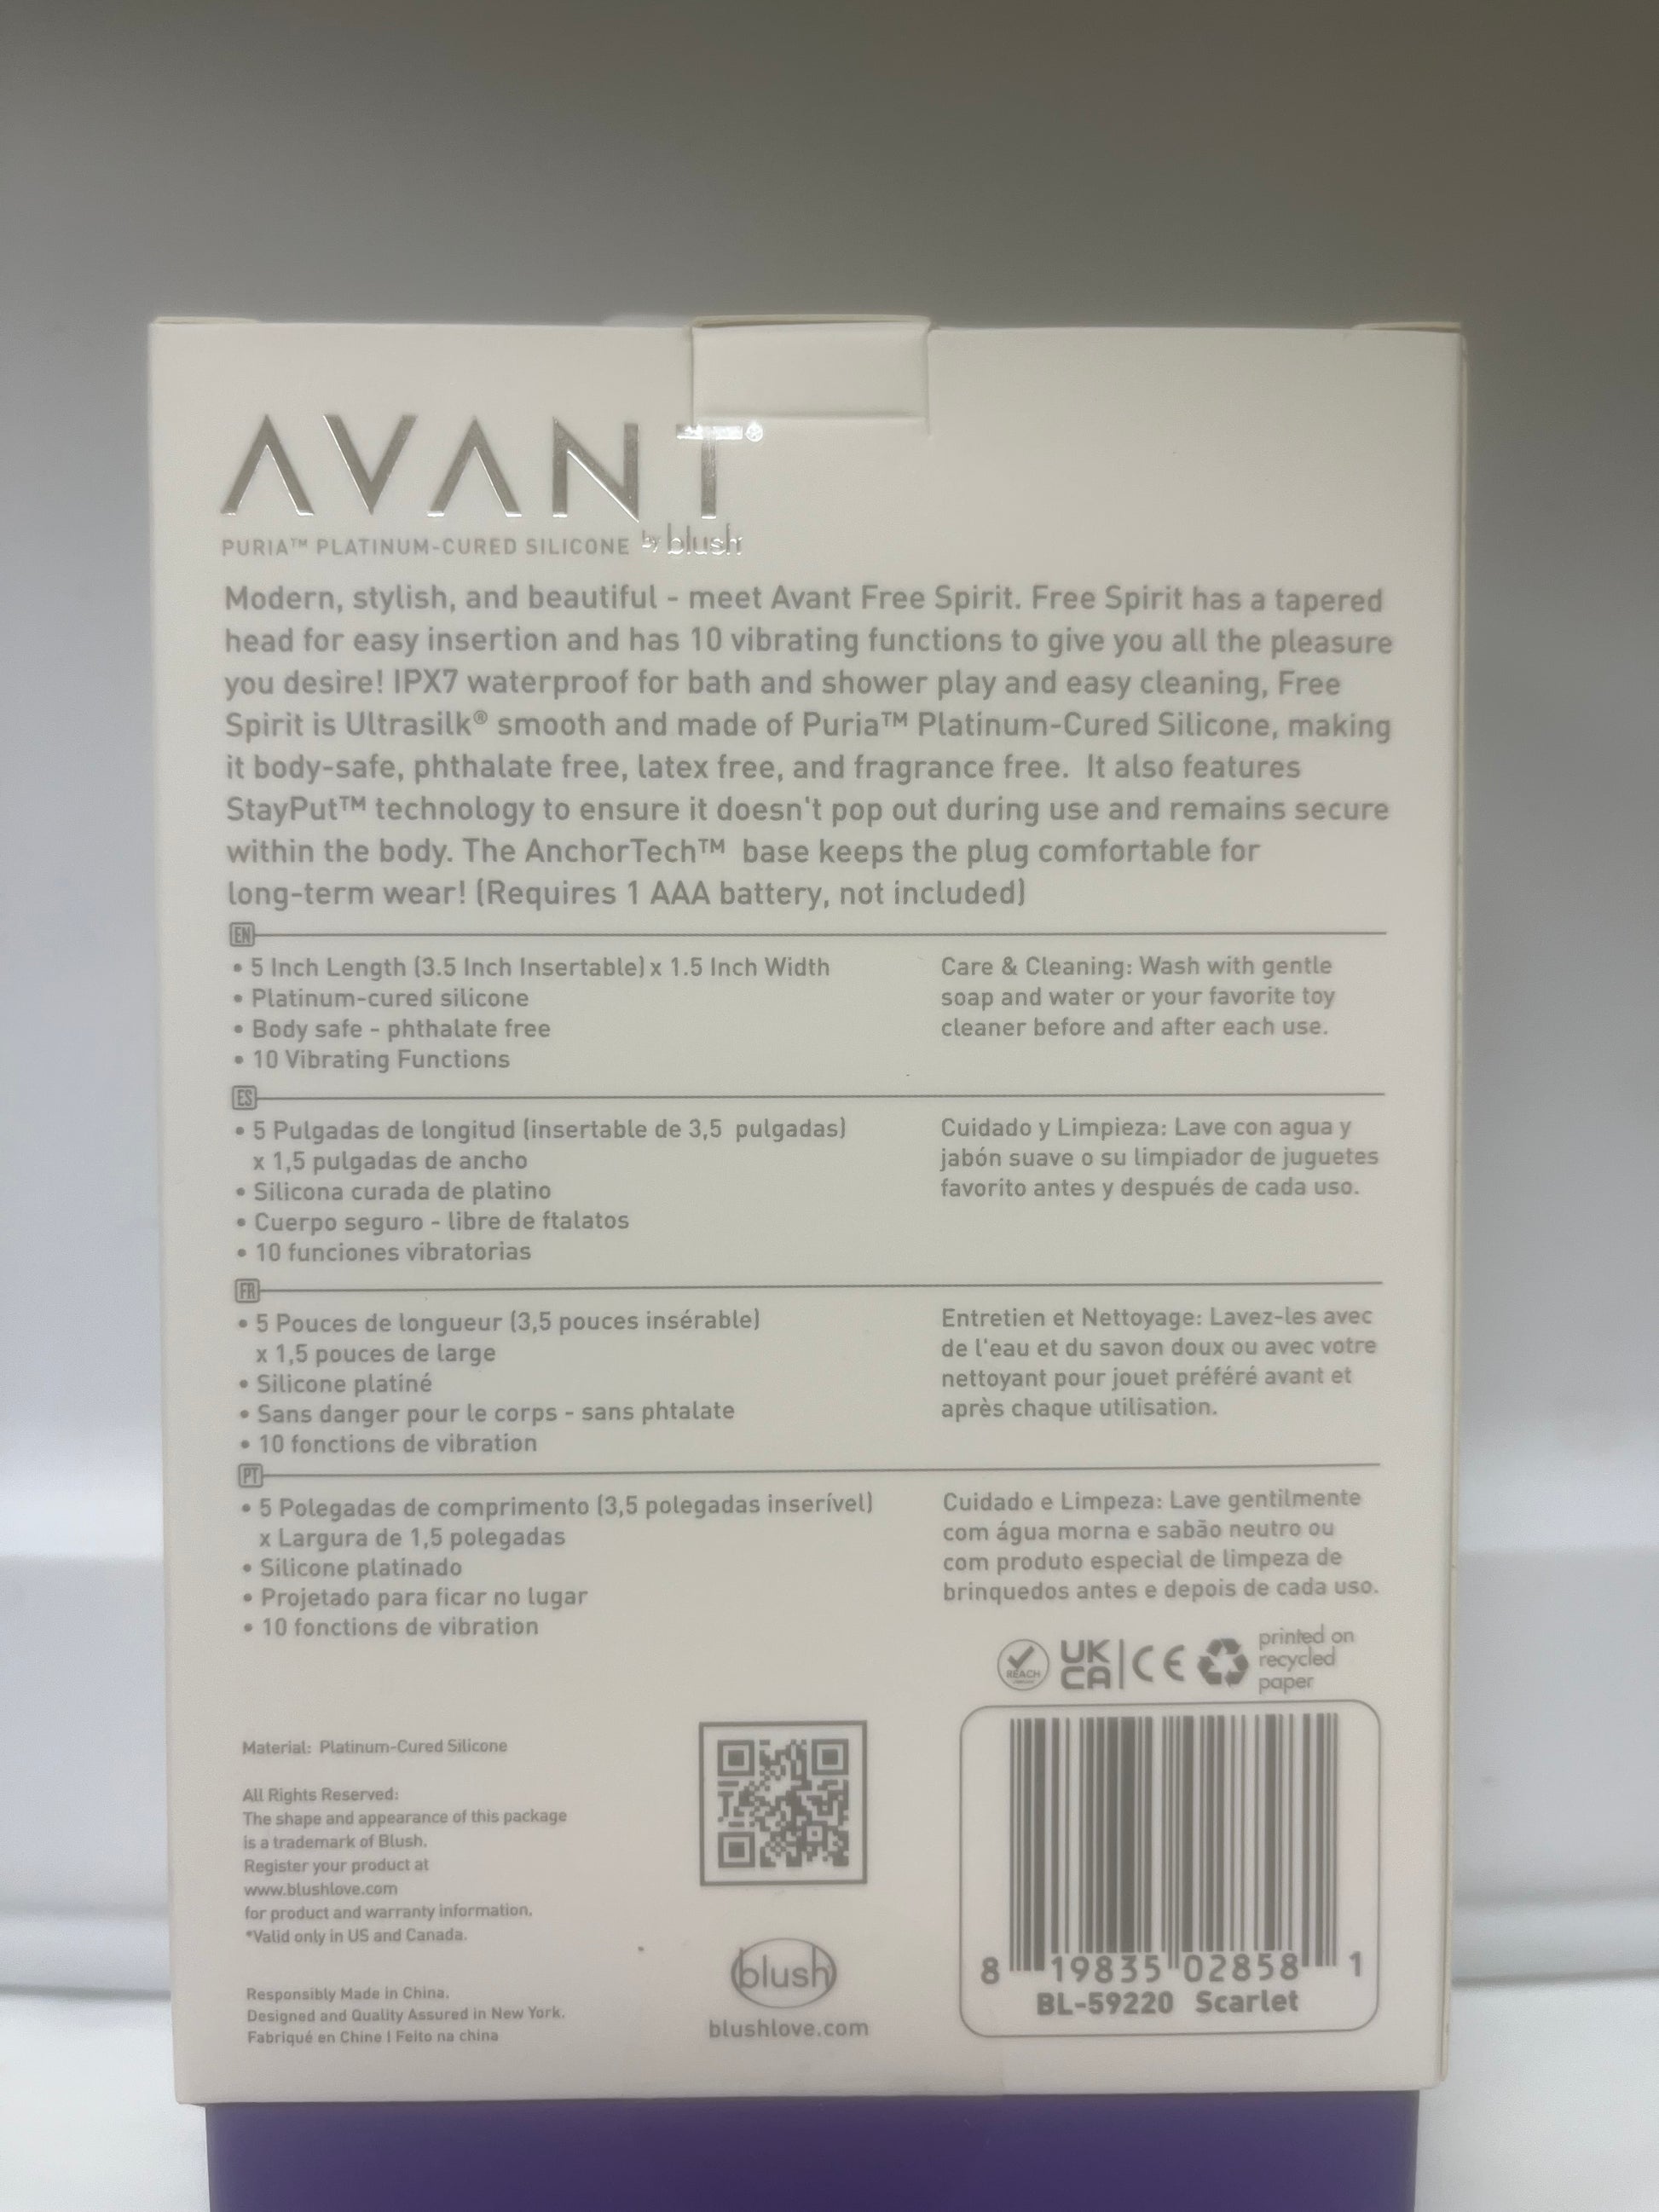 AVANT®
PURIA™ PLATINUM-CURED SILICONE by blush
Modern, stylish, and beautiful - meet Avant Free Spirit. Free Spirit has a tapered
head for easy insertion and has 10 vibrating functions to give you all the pleasure
you desire! IPX7 waterproof for bath and shower play and easy cleaning, Free
Spirit is Ultrasilk® smooth and made of Puria™ Platinum-Cured Silicone, making
it body-safe, phthalate free, latex free, and fragrance free. It also features
StayPut™ technology to ensure it doesn't pop out during use and remains secure
within the body. The AnchorTech™ base keeps the plug comfortable for
long-term wear! (Requires 1 AAA battery, not included)
EN
• 5 Inch Length (3.5 Inch Insertable) x 1.5 Inch Width
• Platinum-cured silicone
• Body safe - phthalate free
• 10 Vibrating Functions
Care & Cleaning: Wash with gentle
soap and water or your favorite toy
cleaner before and after each use.
ES
• 5 Pulgadas de longitud (insertable de 3,5 pulgadas)
x 1,5 pulgadas de ancho
• Silicona curada de platino
• Cuerpo seguro - libre de ftalatos
• 10 funciones vibratorias
Cuidado y Limpieza: Lave con agua y
jabón suave o su limpiador de juguetes
favorito antes y después de cada uso.
FR
• 5 Pouces de longueur (3,5 pouces insérable)
x 1,5 pouces de large
• Silicone platiné
• Sans danger pour le corps - sans phtalate
• 10 fonctions de vibration
Entretien et Nettoyage: Lavez-les avec
de l'eau et du savon doux ou avec votre
nettoyant pour jouet préféré avant et
après chaque utilisation.
PT
• 5 Polegadas de comprimento (3,5 polegadas inserível)
x Largura de 1,5 polegadas
• Silicone platinado
• Projetado para ficar no lugar
• 10 fonctions de vibration
Cuidado e Limpeza: Lave gentilmente
com água morna e sabão neutro ou
com produto especial de limpeza de
brinquedos antes e depois de cada uso.
REACH
UK
CA
CE
printed on
recycled
paper
Material: Platinum-Cured Silicone
All Rights Reserved:
The shape and appearance of this package
is a trademark of Blush.
Register your product at
www.blushlove.com
for product and warranty information.
*Valid only in US and Canada.
Responsibly Made in China.
Designed and Quality Assured in New York.
Fabriqué en Chine | Feito na china
blush
blushlove.com
8 19835 02858 1
BL-59220 Scarlet